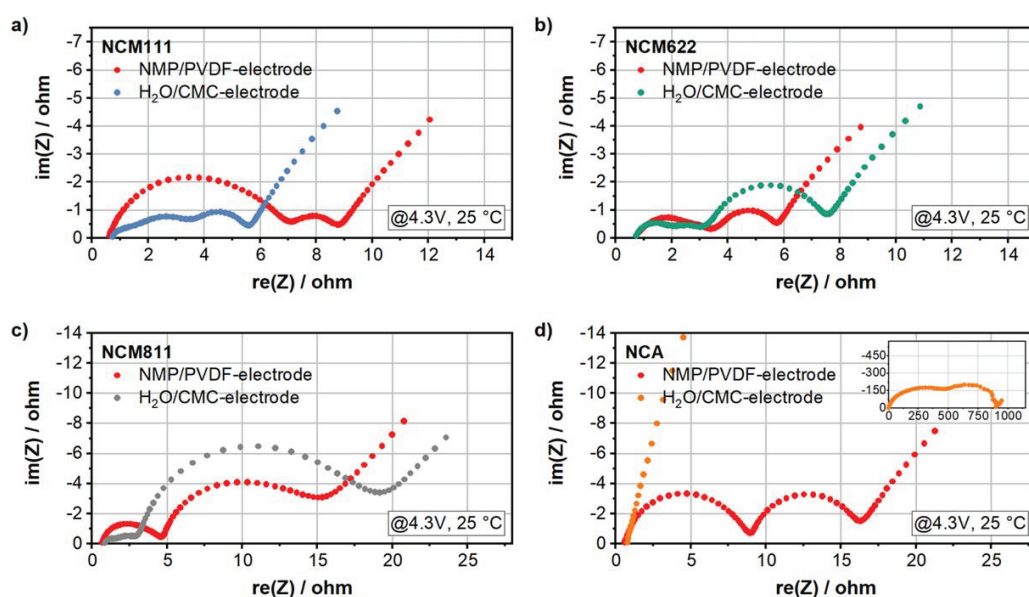 a)
NCM111
NMP/PVDF-electrode
H₂O/CMC-electrode
@4.3V, 25 °C
im(Z) / ohm
-7
-6
-5
-4
-3
-2
-1
0
0 2 4 6 8 10 12 14
re(Z) / ohm
b)
NCM622
NMP/PVDF-electrode
H₂O/CMC-electrode
@4.3V, 25 °C
im(Z) / ohm
-7
-6
-5
-4
-3
-2
-1
0
0 2 4 6 8 10 12 14
re(Z) / ohm
c)
NCM811
NMP/PVDF-electrode
H₂O/CMC-electrode
@4.3V, 25 °C
im(Z) / ohm
-14
-12
-10
-8
-6
-4
-2
0
0 5 10 15 20 25
re(Z) / ohm
d)
NCA
NMP/PVDF-electrode
H₂O/CMC-electrode
-450
-300
-150
0
0 250 500 750 1000
@4.3V, 25 °C
im(Z) / ohm
-14
-12
-10
-8
-6
-4
-2
0
0 5 10 15 20 25
re(Z) / ohm